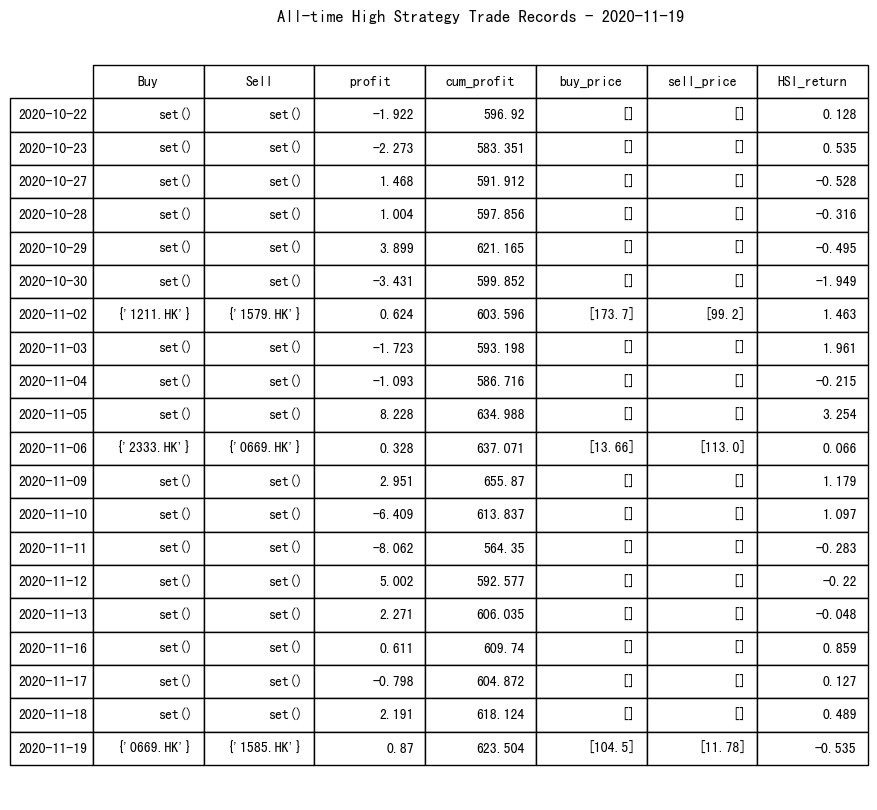 All-time High Strategy Trade Records - 2020-11-19
Buy Sell profit cum_profit buy_price sell_price HSI_return
2020-10-22 set() set() -1.922 596.92 [] [] 0.128
2020-10-23 set() set() -2.273 583.351 [] [] 0.535
2020-10-27 set() set() 1.468 591.912 [] [] -0.528
2020-10-28 set() set() 1.004 597.856 [] [] -0.316
2020-10-29 set() set() 3.899 621.165 [] [] -0.495
2020-10-30 set() set() -3.431 599.852 [] [] -1.949
2020-11-02 {'1211.HK'} {'1579.HK'} 0.624 603.596 [173.7] [99.2] 1.463
2020-11-03 set() set() -1.723 593.198 [] [] 1.961
2020-11-04 set() set() -1.093 586.716 [] [] -0.215
2020-11-05 set() set() 8.228 634.988 [] [] 3.254
2020-11-06 {'2333.HK'} {'0669.HK'} 0.328 637.071 [13.66] [113.0] 0.066
2020-11-09 set() set() 2.951 655.87 [] [] 1.179
2020-11-10 set() set() -6.409 613.837 [] [] 1.097
2020-11-11 set() set() -8.062 564.35 [] [] -0.283
2020-11-12 set() set() 5.002 592.577 [] [] -0.22
2020-11-13 set() set() 2.271 606.035 [] [] -0.048
2020-11-16 set() set() 0.611 609.74 [] [] 0.859
2020-11-17 set() set() -0.798 604.872 [] [] 0.127
2020-11-18 set() set() 2.191 618.124 [] [] 0.489
2020-11-19 {'0669.HK'} {'1585.HK'} 0.87 623.504 [104.5] [11.78] -0.535